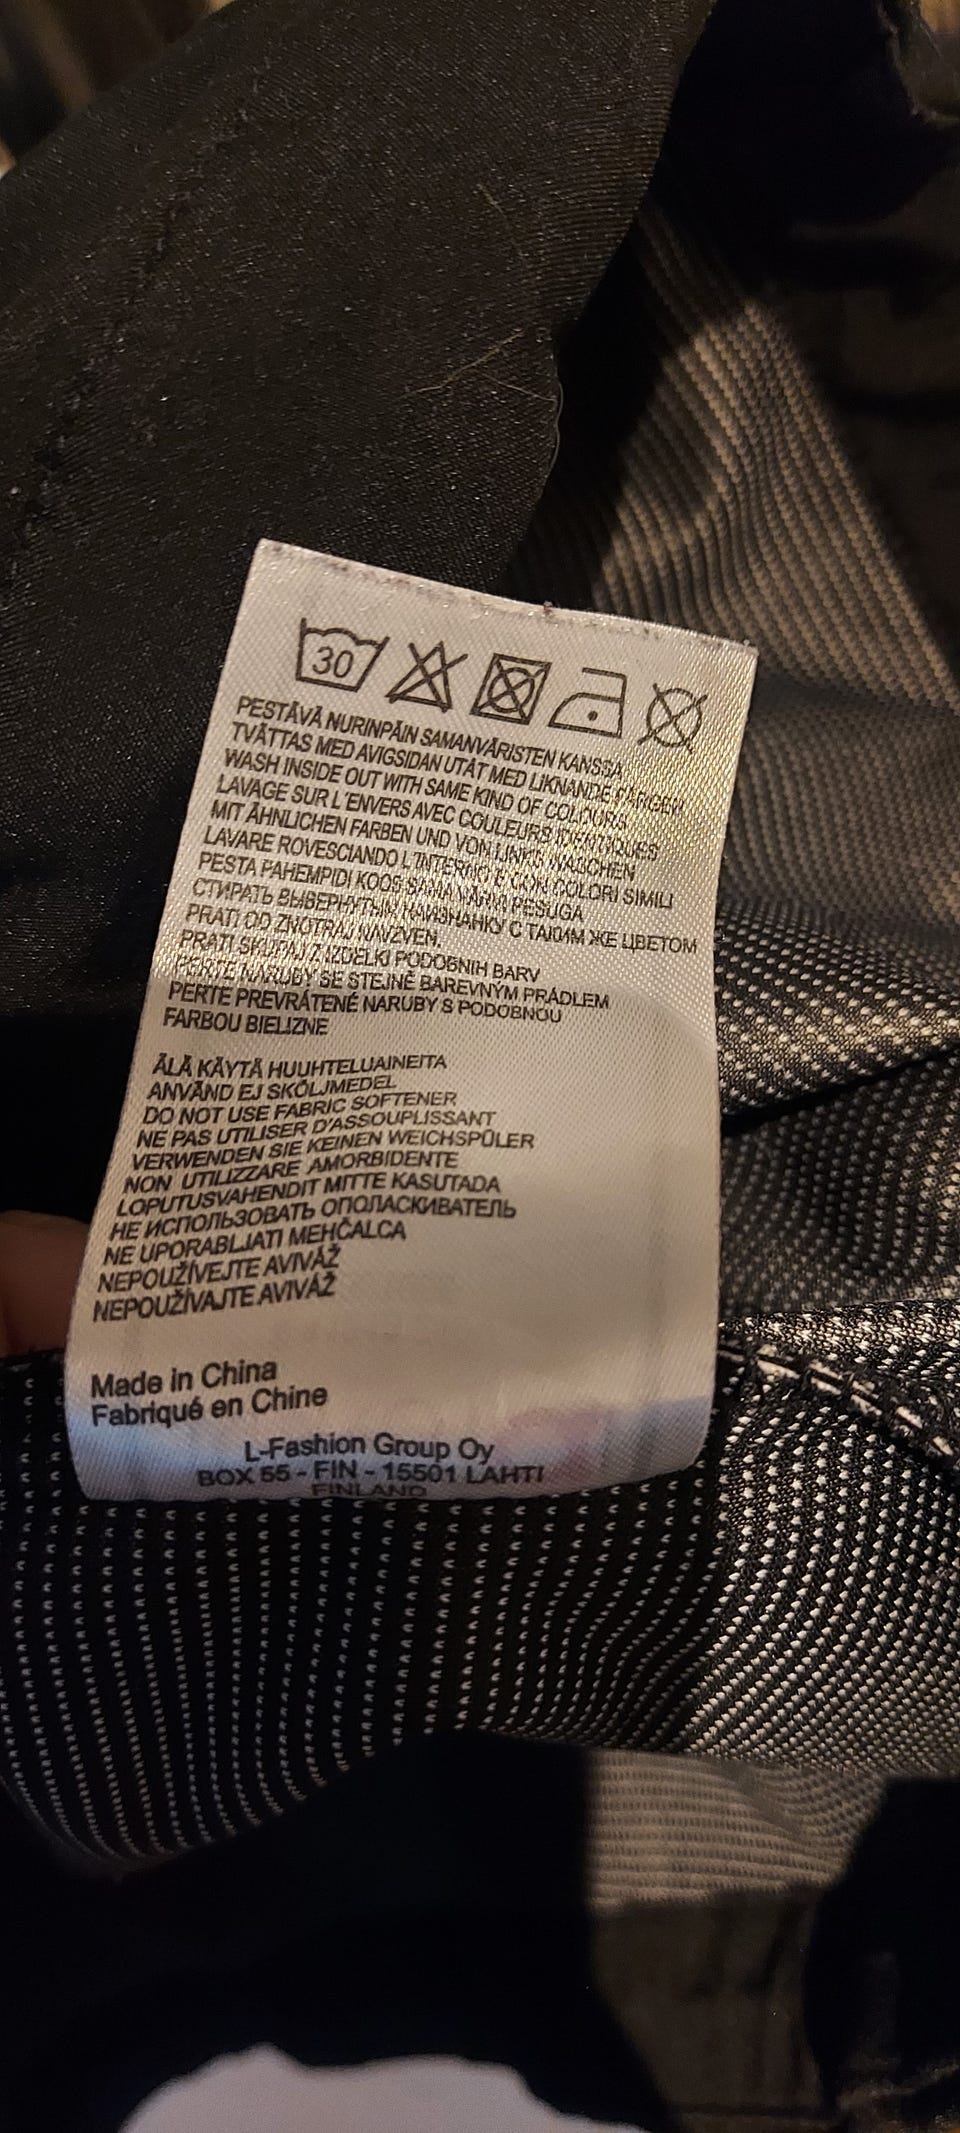 30
PESTÄVÄ NURINPÄIN SAMANVÄRISTEN KANSSA
TVÄTTAS MED AVIGSIDAN UTÅT MED LIKNANDE FÄRGER
WASH INSIDE OUT WITH SAME KIND OF COLOURS
LAVAGE SUR L'ENVERS AVEC COULEURS IDENTIQUES
MIT ÄHNLICHEN FARBEN UND VON LINKS WASCHEN
LAVARE ROVESCIANDO L'INTERNO E CON COLORI SIMILI
PESTA PAHEMPIDI KOOS SAMA VÄRVI PESUGA
СТИРАТЬ ВЫВЕРНУТЫМ НАИЗНАНКУ С ТАКИМ ЖЕ ЦВЕТОМ
PRATI OD ZNOTRAJ NAVZVEN,
PRATI SKUPAJ Z IZDELKI PODOBNIH BARV
PERTE NARUBY SE STEJNĚ BAREVNÝM PRÁDLEM
PERTE PREVRÁTENÉ NARUBY S PODOBNOU
FARBOU BIELIZNE
ÄLÄ KÄYTÄ HUUHTELUAINEITA
ANVÄND EJ SKÖLJMEDEL
DO NOT USE FABRIC SOFTENER
NE PAS UTILISER D'ASSOUPLISSANT
VERWENDEN SIE KEINEN WEICHSPÜLER
NON UTILIZZARE AMORBIDENTE
LOPUTUSVAHENDIT MITTE KASUTADA
НЕ ИСПОЛЬЗОВАТЬ ОПОЛАСКИВАТЕЛЬ
NE UPORABLJATI MEHČALCA
NEPOUŽÍVEJTE AVIVÁŽ
NEPOUŽÍVAJTE AVIVÁŽ
Made in China
Fabriqué en Chine
L-Fashion Group Oy
BOX 55 - FIN - 15501 LAHTI
FINLAND